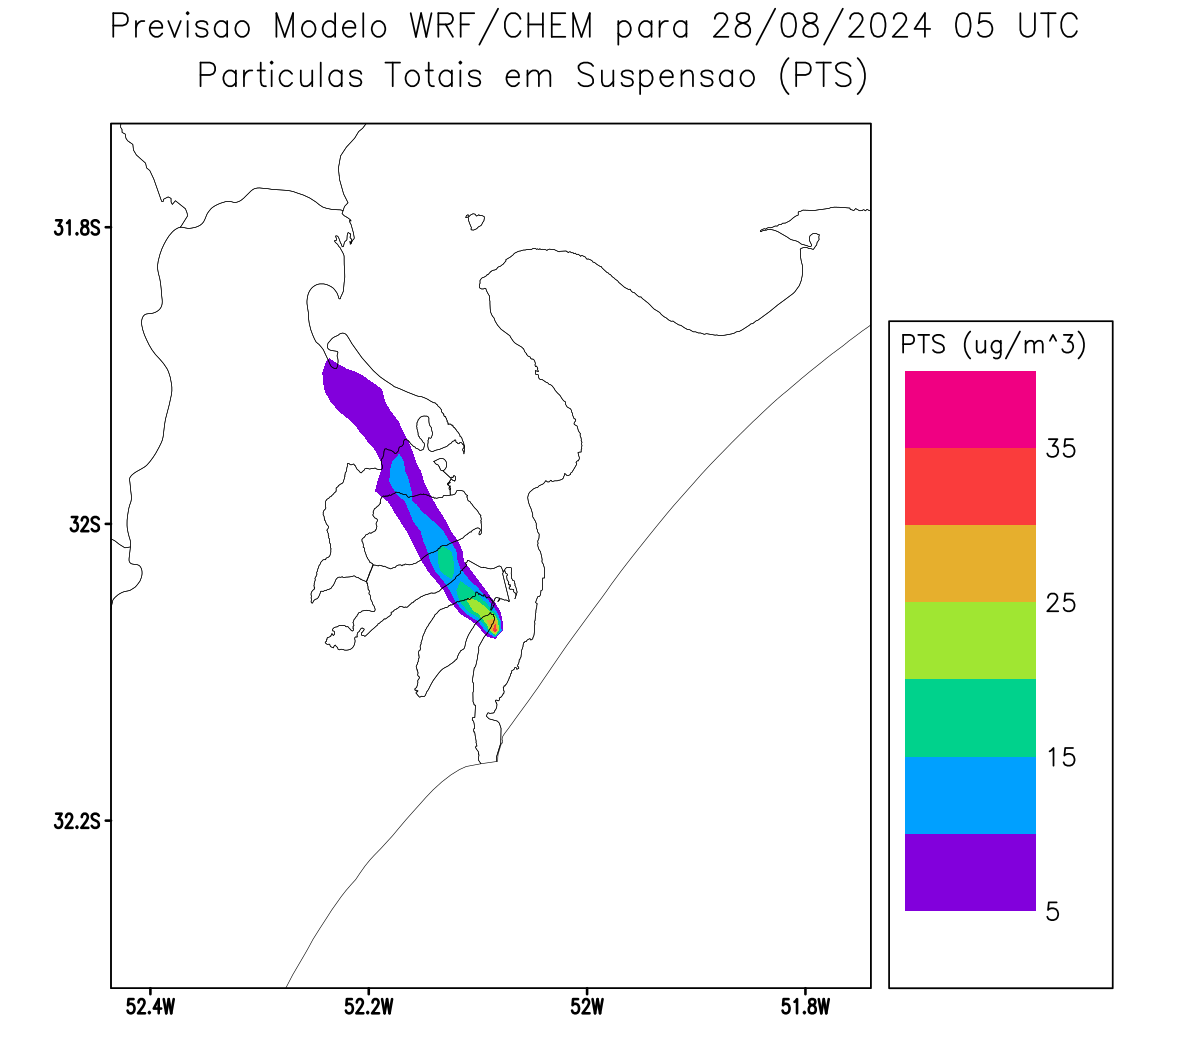 Previsao Modelo WRF/CHEM para 28/08/2024 05 UTC
Particulas Totais em Suspensao (PTS)
31.8S
32S
32.2S
52.4W
52.2W
52W
51.8W
PTS (ug/m^3)
35
25
15
5